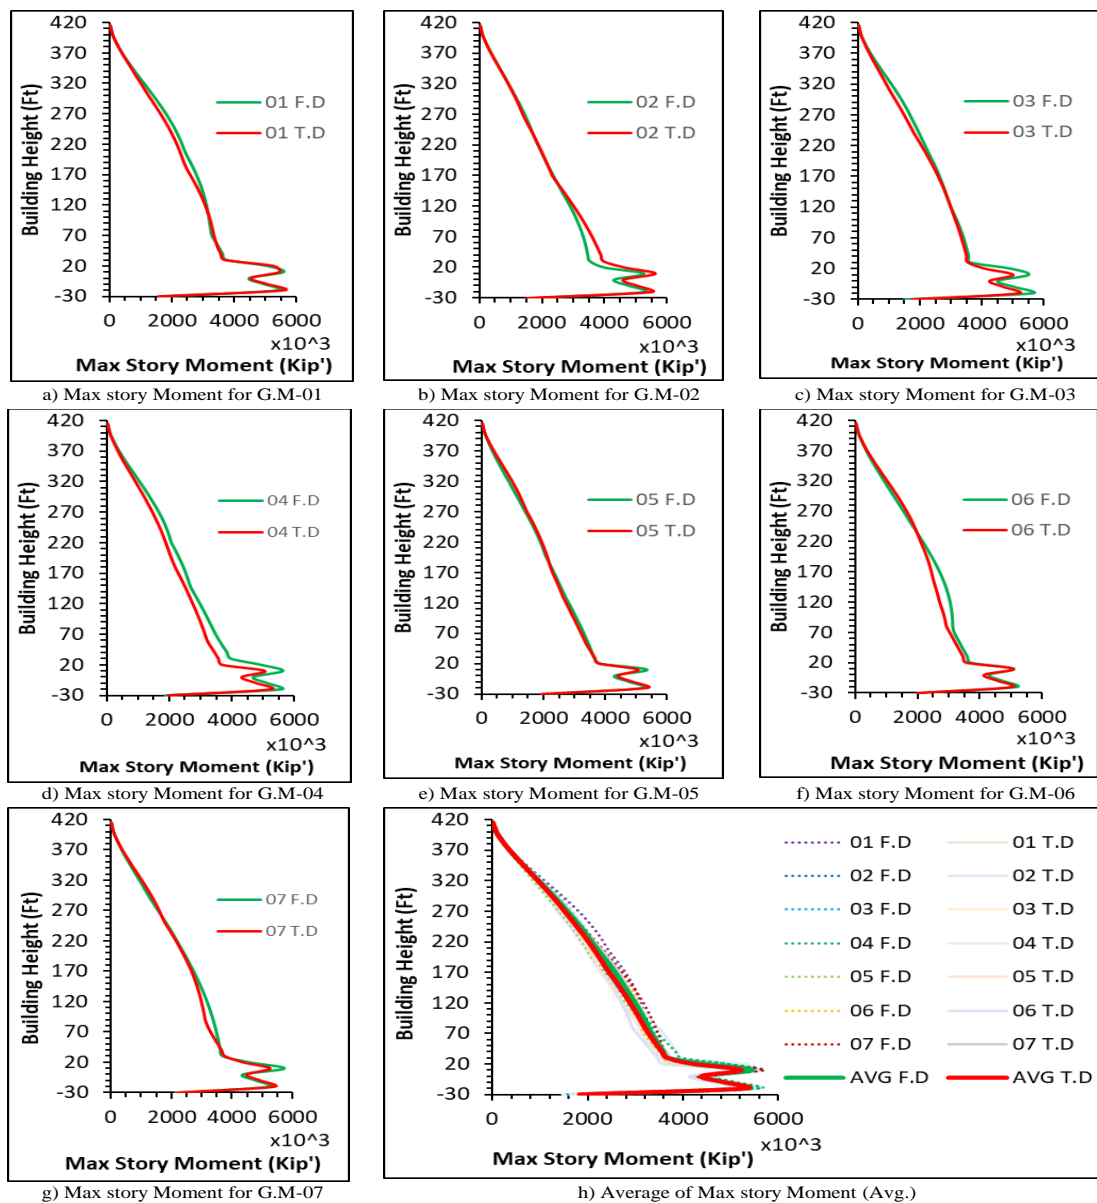 420
370
320
270
220
170
120
70
20
-30
Building Height (Ft)
01 F.D
01 T.D
0 2000 4000 6000
x10^3
Max Story Moment (Kip')
a) Max story Moment for G.M-01
420
370
320
270
220
170
120
70
20
-30
Building Height (Ft)
02 F.D
02 T.D
0 2000 4000 6000
x10^3
Max Story Moment (Kip')
b) Max story Moment for G.M-02
420
370
320
270
220
170
120
70
20
-30
Building Height (Ft)
03 F.D
03 T.D
0 2000 4000 6000
x10^3
Max Story Moment (Kip')
c) Max story Moment for G.M-03
420
370
320
270
220
170
120
70
20
-30
Building Height (Ft)
04 F.D
04 T.D
0 2000 4000 6000
x10^3
Max Story Moment (Kip')
d) Max story Moment for G.M-04
420
370
320
270
220
170
120
70
20
-30
Building Height (Ft)
05 F.D
05 T.D
0 2000 4000 6000
x10^3
Max Story Moment (Kip')
e) Max story Moment for G.M-05
420
370
320
270
220
170
120
70
20
-30
Building Height (Ft)
06 F.D
06 T.D
0 2000 4000 6000
x10^3
Max Story Moment (Kip')
f) Max story Moment for G.M-06
420
370
320
270
220
170
120
70
20
-30
Building Height (Ft)
07 F.D
07 T.D
0 2000 4000 6000
x10^3
Max Story Moment (Kip')
g) Max story Moment for G.M-07
420
370
320
270
220
170
120
70
20
-30
Building Height (Ft)
01 F.D 01 T.D
02 F.D 02 T.D
03 F.D 03 T.D
04 F.D 04 T.D
05 F.D 05 T.D
06 F.D 06 T.D
07 F.D 07 T.D
AVG F.D AVG T.D
0 2000 4000 6000
x10^3
Max Story Moment (Kip')
h) Average of Max story Moment (Avg.)